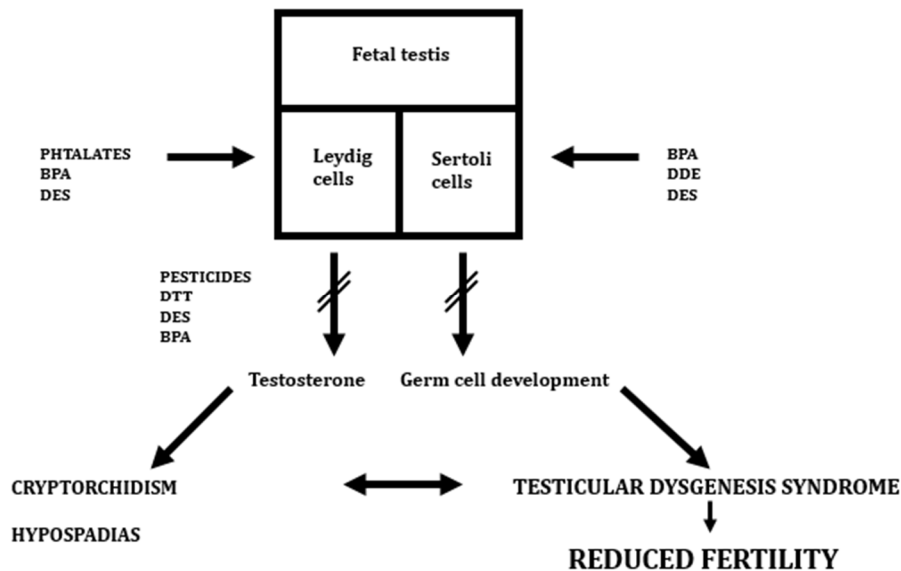 Fetal testis
PHTALATES
BPA
DES
Leydig
cells
Sertoli
cells
BPA
DDE
DES
PESTICIDES
DTT
DES
BPA
Testosterone
Germ cell development
CRYPTORCHIDISM
HYPOSPADIAS
TESTICULAR DYSGENESIS SYNDROME
REDUCED FERTILITY